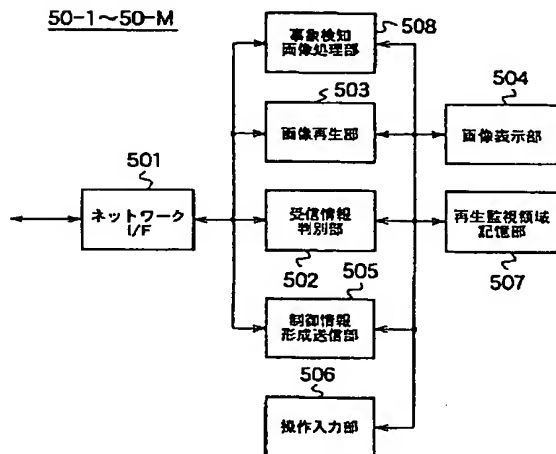 50-1~50-M
事象検知
画像処理部
508
503
画像再生部
504
画像表示部
501
ネットワーク
I/F
受信情報
判別部
502
再生監視領域
記憶部
507
505
制御情報
形成送信部
506
操作入力部